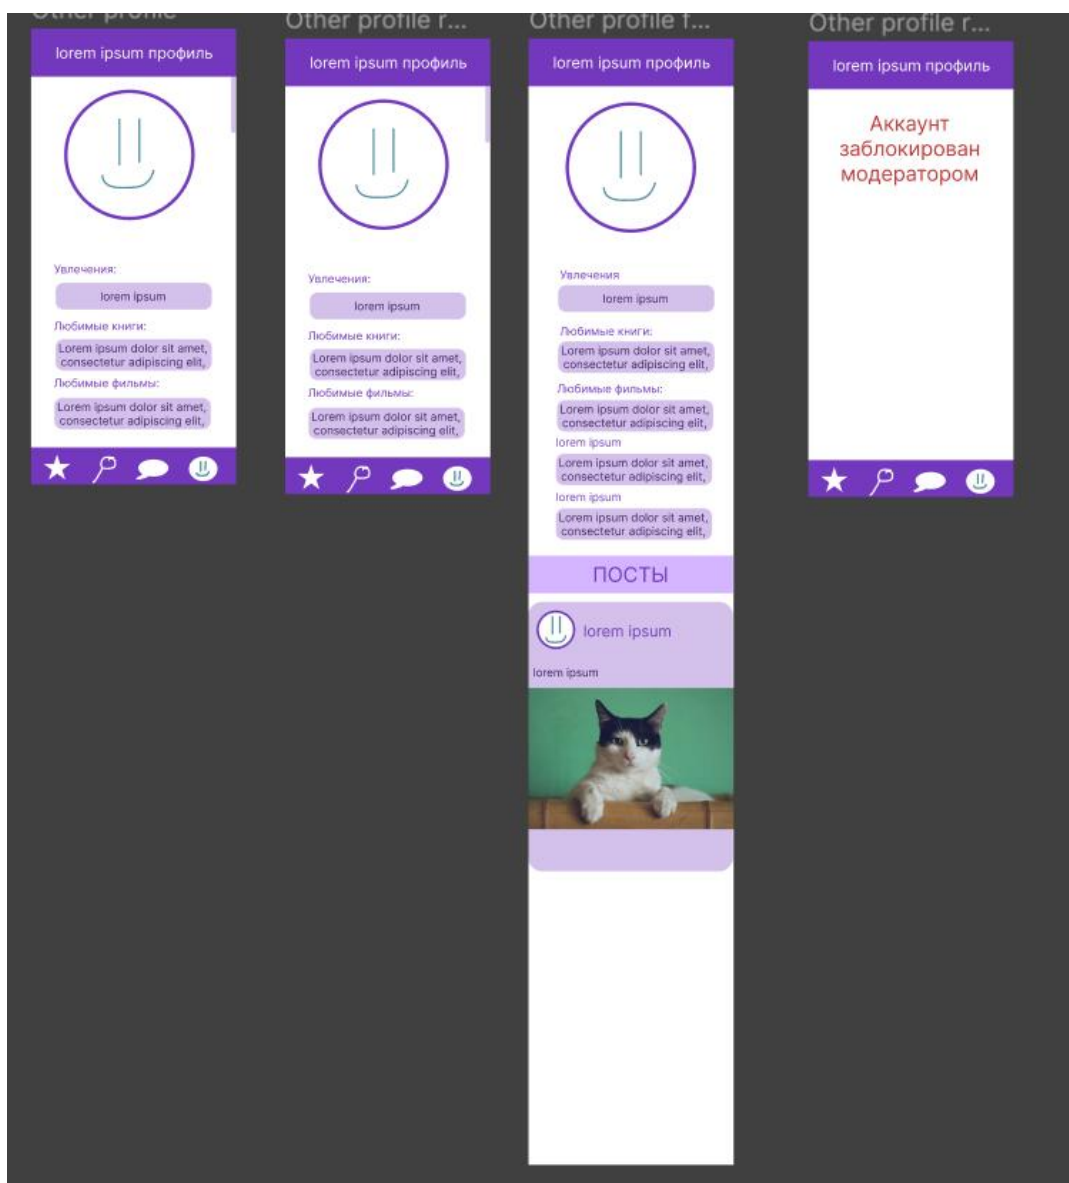 Other profile
lorem ipsum профиль
Увлечения:
lorem ipsum
Любимые книги:
Lorem ipsum dolor sit amet,
consectetur adipiscing elit,
Любимые фильмы:
Lorem ipsum dolor sit amet,
consectetur adipiscing elit,
Other profile r...
lorem ipsum профиль
Увлечения:
lorem ipsum
Любимые книги:
Lorem ipsum dolor sit amet,
consectetur adipiscing elit,
Любимые фильмы:
Lorem ipsum dolor sit amet,
consectetur adipiscing elit,
Other profile f...
lorem ipsum профиль
Увлечения
lorem ipsum
Любимые книги:
Lorem ipsum dolor sit amet,
consectetur adipiscing elit,
Любимые фильмы:
Lorem ipsum dolor sit amet,
consectetur adipiscing elit,
lorem ipsum
Lorem ipsum dolor sit amet,
consectetur adipiscing elit,
lorem ipsum
Lorem ipsum dolor sit amet,
consectetur adipiscing elit,
ПОСТЫ
lorem ipsum
lorem ipsum
Other profile r...
lorem ipsum профиль
Аккаунт
заблокирован
модератором